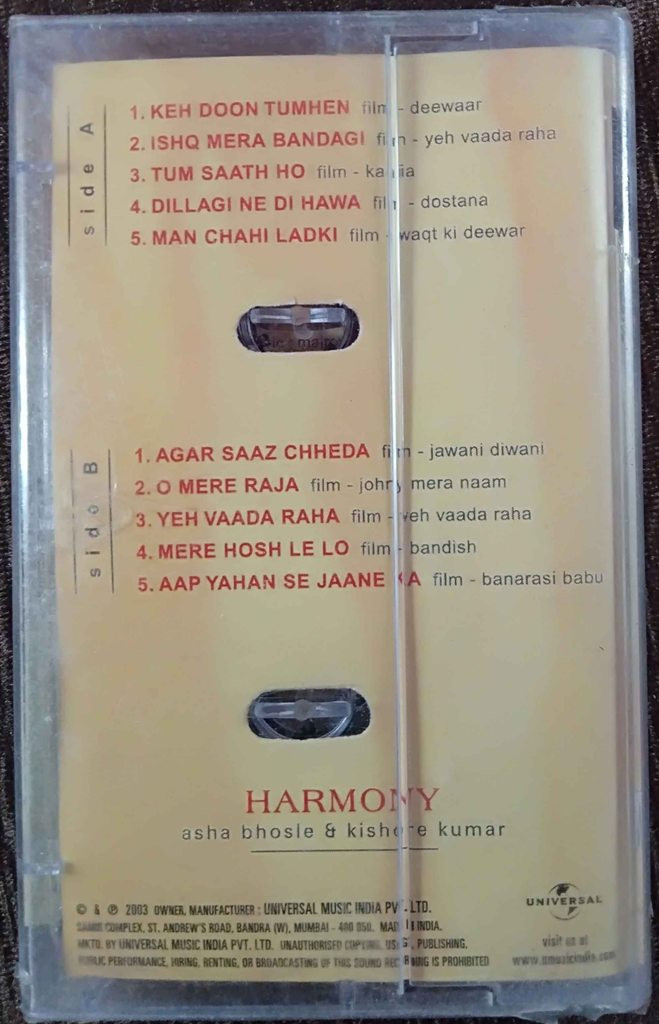 side A
1. KEH DOON TUMHEN film - deewaar
2. ISHQ MERA BANDAGI film - yeh vaada raha
3. TUM SAATH HO film -
4. DILLAGI NE DI HAWA film - dostana
5. MAN CHAHI LADKI film - waqt ki deewar
side B
1. AGAR SAAZ CHHEDA film - jawani diwani
2. O MERE RAJA film - johny mera naam
3. YEH VAADA RAHA film - yeh vaada raha
4. MERE HOSH LE LO film - bandish
5. AAP YAHAN SE JAANE KA film - banarasi babu
HARMONY
asha bhosle & kishore kumar
© & ℗ 2003 OWNER, MANUFACTURER : UNIVERSAL MUSIC INDIA PVT. LTD.
COMPLEX, ST. ANDREW'S ROAD, BANDRA (W), MUMBAI - 400 050. MADE IN INDIA.
MKTD. BY UNIVERSAL MUSIC INDIA PVT. LTD. UNAUTHORISED COPYING, PUBLISHING,
PUBLIC PERFORMANCE, HIRING, RENTING, OR BROADCASTING OF THIS SOUND RECORDING IS PROHIBITED
UNIVERSAL
visit us at
www.umusicindia.com